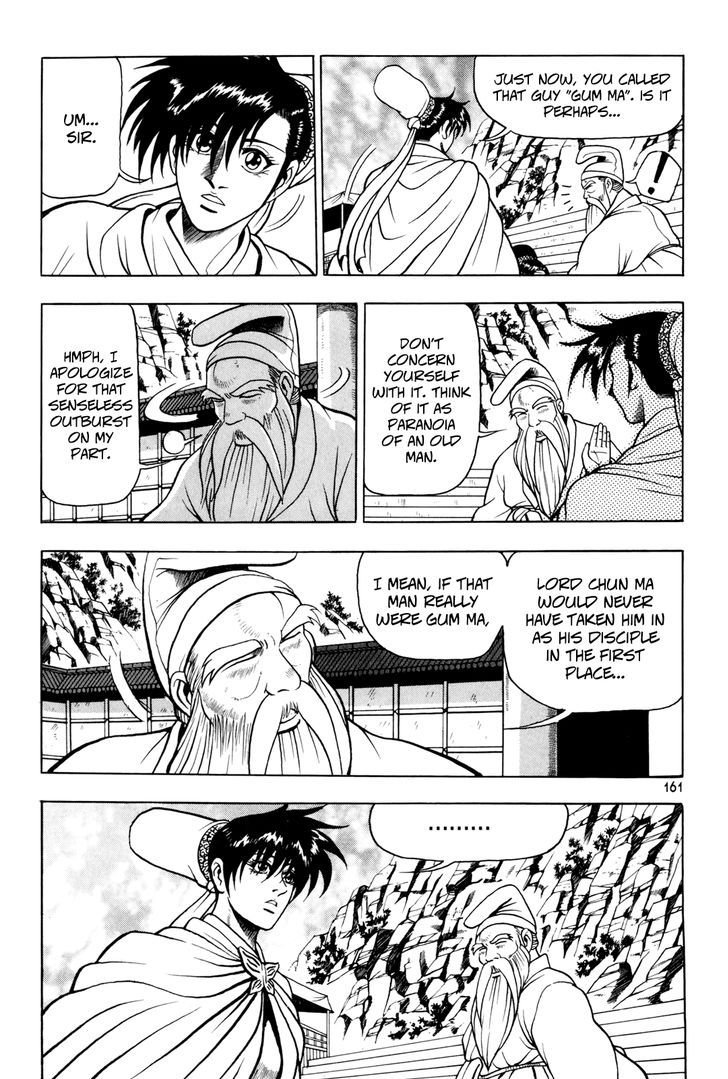 UM...
SIR.
JUST NOW, YOU CALLED
THAT GUY "GUM MA". IS IT
PERHAPS...
!
HMPH, I
APOLOGIZE
FOR THAT
SENSELESS
OUTBURST
ON MY
PART.
DON'T
CONCERN
YOURSELF
WITH IT. THINK
OF IT AS
PARANOIA
OF AN OLD
MAN.
I MEAN, IF THAT
MAN REALLY
WERE GUM MA,
LORD CHUN MA
WOULD NEVER
HAVE TAKEN HIM IN
AS HIS DISCIPLE
IN THE FIRST
PLACE...
161
.........